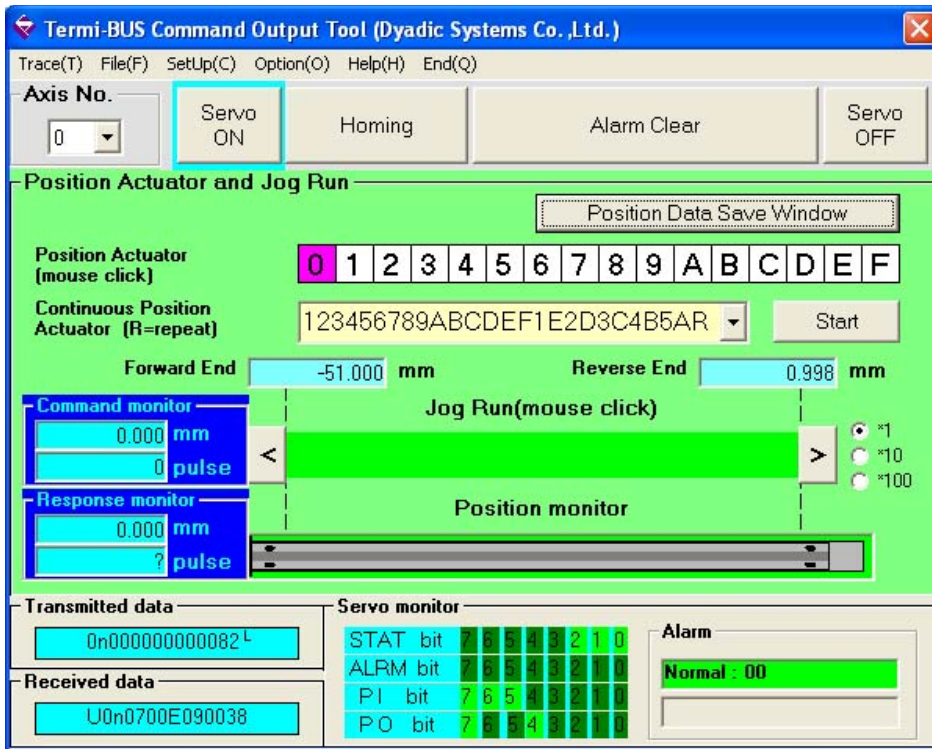 Termi-BUS Command Output Tool (Dyadic Systems Co. ,Ltd. )
Trace(T) File(F) SetUp(C) Option(O) Help(H) End(Q)
Axis No.
0
Servo ON
Homing
Alarm Clear
Servo OFF
Position Actuator and Jog Run
Position Data Save Window
Position Actuator
(mouse click)
0 1 2 3 4 5 6 7 8 9 A B C D E F
Continuous Position
Actuator (R=repeat)
123456789ABCDEF1E2D3C4B5AR
Start
Forward End -51.000 mm
Reverse End 0.998 mm
Command monitor
0.000 mm
0 pulse
Jog Run(mouse click)
< >
*1
*10
*100
Response monitor
0.000 mm
? pulse
Position monitor
Transmitted data
0n000000000082└
Received data
U0n0700E090038
Servo monitor
STAT bit 7 6 5 4 3 2 1 0
ALRM bit 7 6 5 4 3 2 1 0
PI bit 7 6 5 4 3 2 1 0
PO bit 7 6 5 4 3 2 1 0
Alarm
Normal : 00